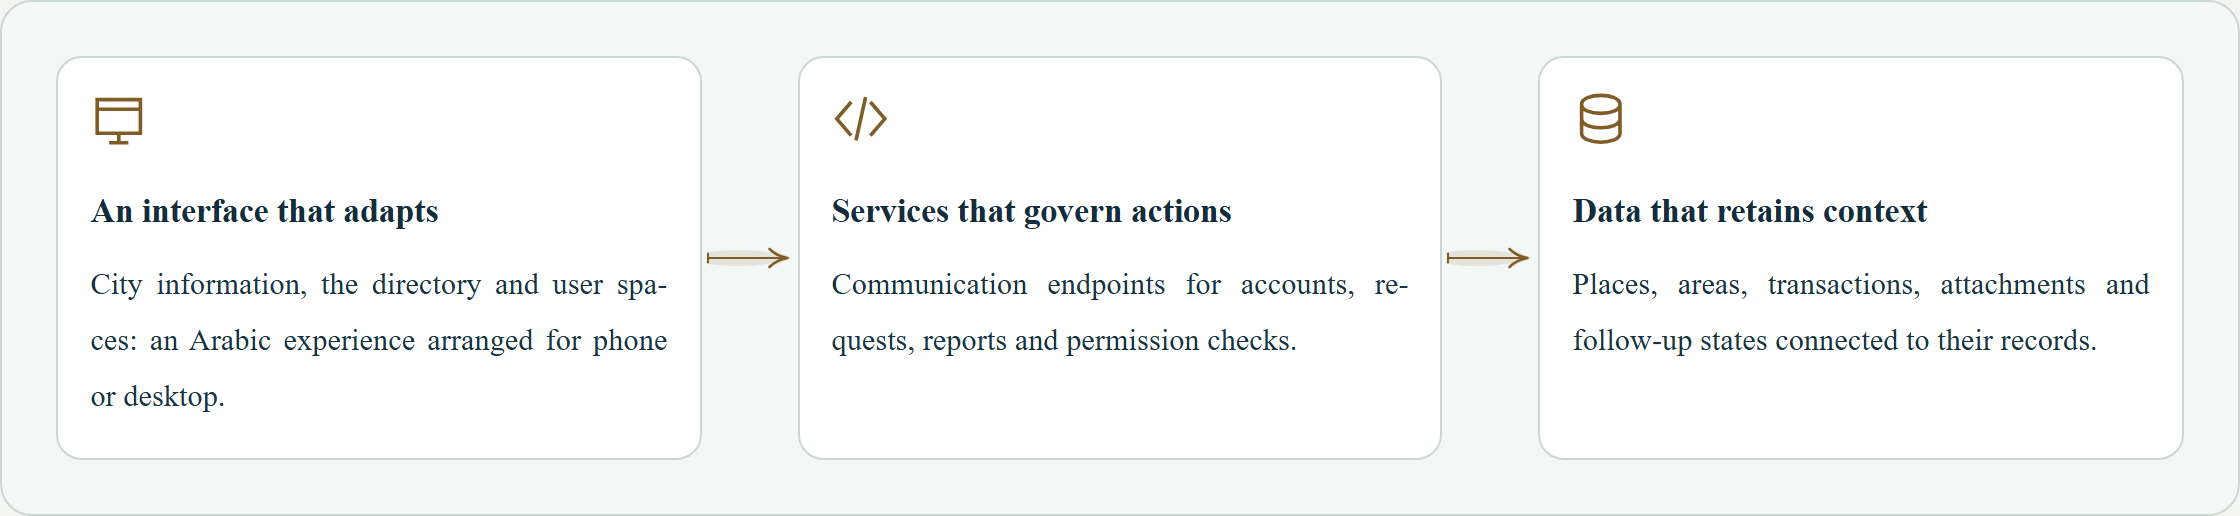 An interface that adapts
City information, the directory and user spa-
ces: an Arabic experience arranged for phone
or desktop.
Services that govern actions
Communication endpoints for accounts, re-
quests, reports and permission checks.
Data that retains context
Places, areas, transactions, attachments and
follow-up states connected to their records.